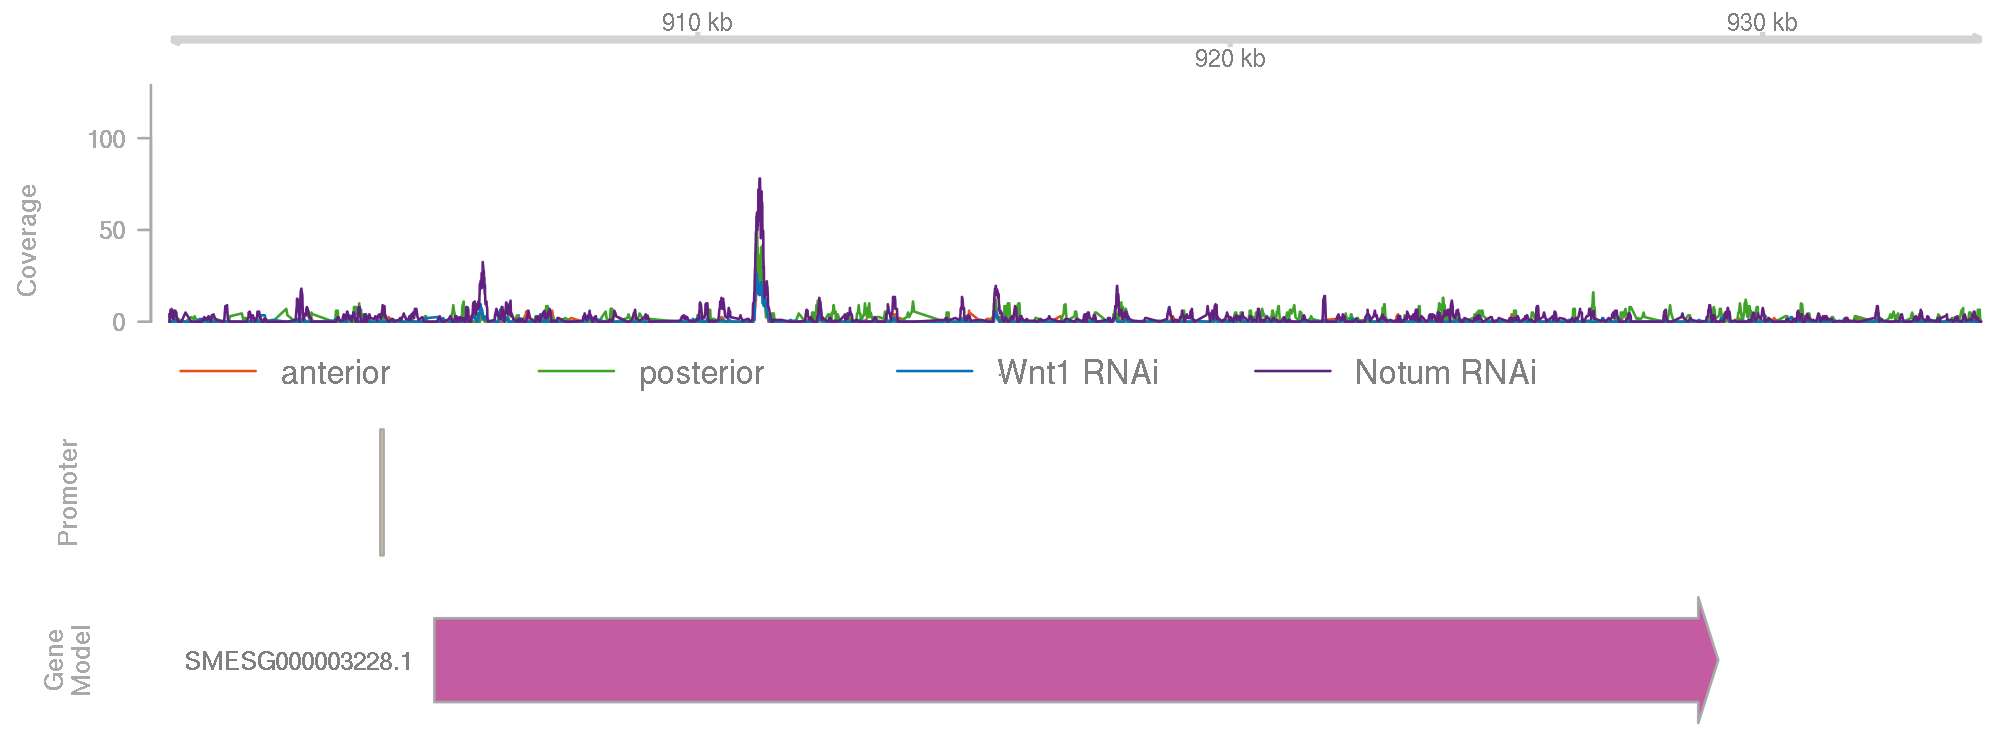 910 kb
930 kb
920 kb
Coverage
100
50
0
anterior posterior Wnt1 RNAi Notum RNAi
Promoter
Gene
Model
SMESG000003228.1